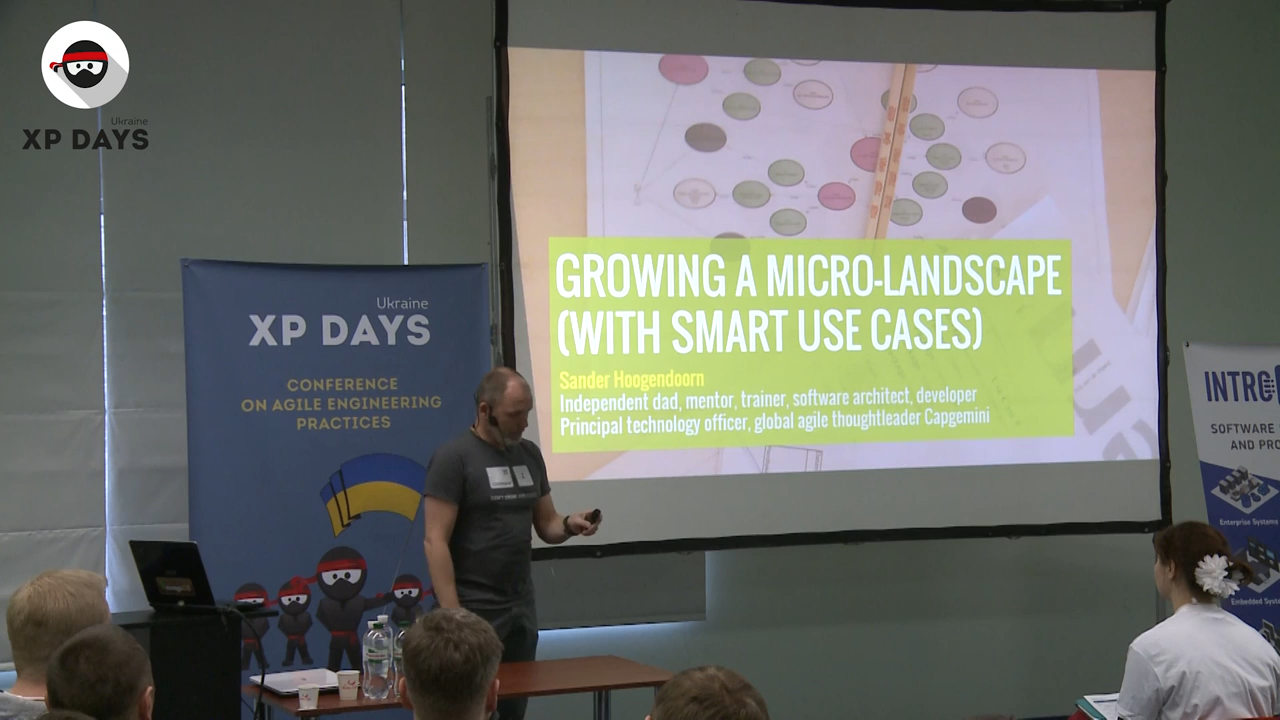 Ukraine
XP DAYS
GROWING A MICRO-LANDSCAPE
(WITH SMART USE CASES)
Sander Hoogendoorn
Independent dad, mentor, trainer, software architect, developer
Principal technology officer, global agile thoughtleader Capgemini
Ukraine
XP DAYS
CONFERENCE
ON AGILE ENGINEERING
PRACTICES
INTRO
SOFTWARE
AND PRO
Enterprise Systems
Embedded Syste